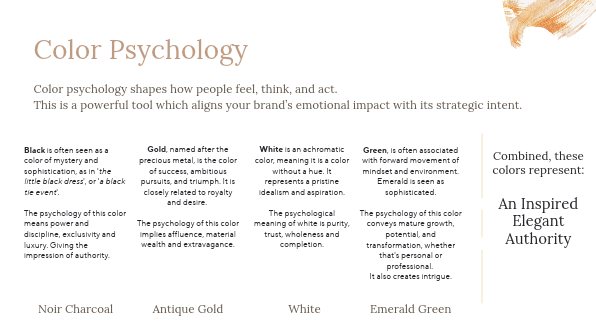 Color Psychology
Color psychology shapes how people feel, think, and act.
This is a powerful tool which aligns your brand's emotional impact with its strategic intent.
Black is often seen as a
color of mystery and
sophistication, as in 'the
little black dress', or 'a black
tie event'.
The psychology of this color
means power and
discipline, exclusivity and
luxury. Giving the
impression of authority.
Noir Charcoal
Gold, named after the
precious metal, is the color
of success, ambitious
pursuits, and triumph. It is
closely related to royalty
and desire.
The psychology of this color
implies affluence, material
wealth and extravagance.
Antique Gold
White is an achromatic
color, meaning it is a color
without a hue. It
represents a pristine
idealism and aspiration.
The psychological
meaning of white is purity,
trust, wholeness and
completion.
White
Green, is often associated
with forward movement of
mindset and environment.
Emerald is seen as
sophisticated.
The psychology of this color
conveys mature growth,
potential, and
transformation, whether
that's personal or
professional.
It also creates intrigue.
Emerald Green
Combined, these
colors represent:
An Inspired
Elegant
Authority